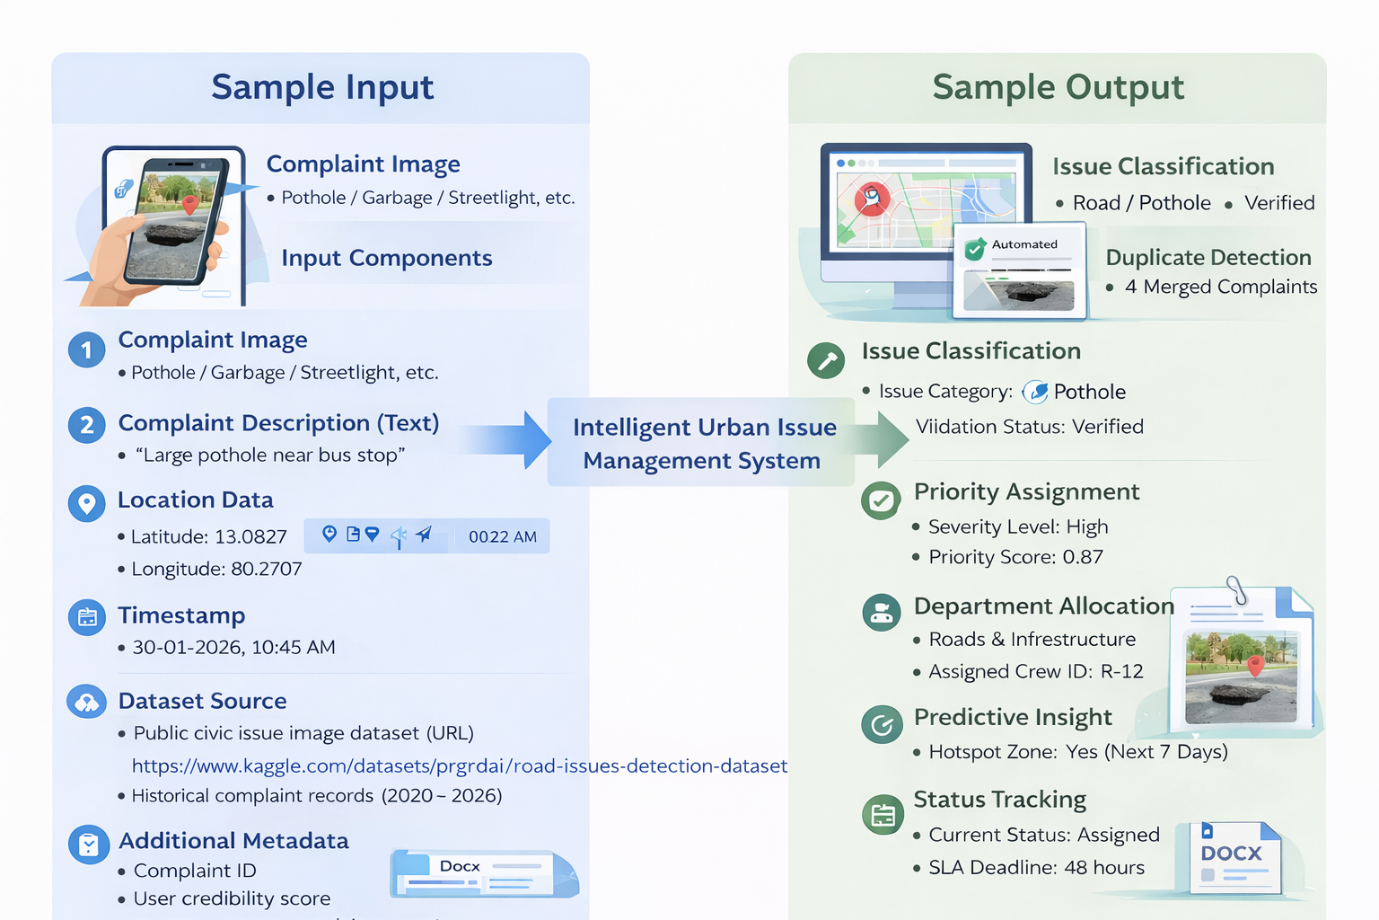 Sample Input
Complaint Image
• Pothole / Garbage / Streetlight, etc.
Input Components
1 Complaint Image
• Pothole / Garbage / Streetlight, etc.
2 Complaint Description (Text)
• “Large pothole near bus stop”
Location Data
• Latitude: 13.0827
0022 AM
• Longitude: 80.2707
Timestamp
• 30-01-2026, 10:45 AM
Dataset Source
• Public civic issue image dataset (URL)
https://www.kaggle.com/datasets/prgrdai/road-issues-detection-dataset
• Historical complaint records (2020 – 2026)
Additional Metadata
• Complaint ID
• User credibility score
Docx
Intelligent Urban Issue
Management System
Sample Output
Issue Classification
• Road / Pothole • Verified
Automated
Duplicate Detection
• 4 Merged Complaints
Issue Classification
• Issue Category: Pothole
Viidation Status: Verified
Priority Assignment
• Severity Level: High
• Priority Score: 0.87
Department Allocation
• Roads & Infrestructure
• Assigned Crew ID: R-12
Predictive Insight
• Hotspot Zone: Yes (Next 7 Days)
Status Tracking
• Current Status: Assigned
• SLA Deadline: 48 hours
DOCX